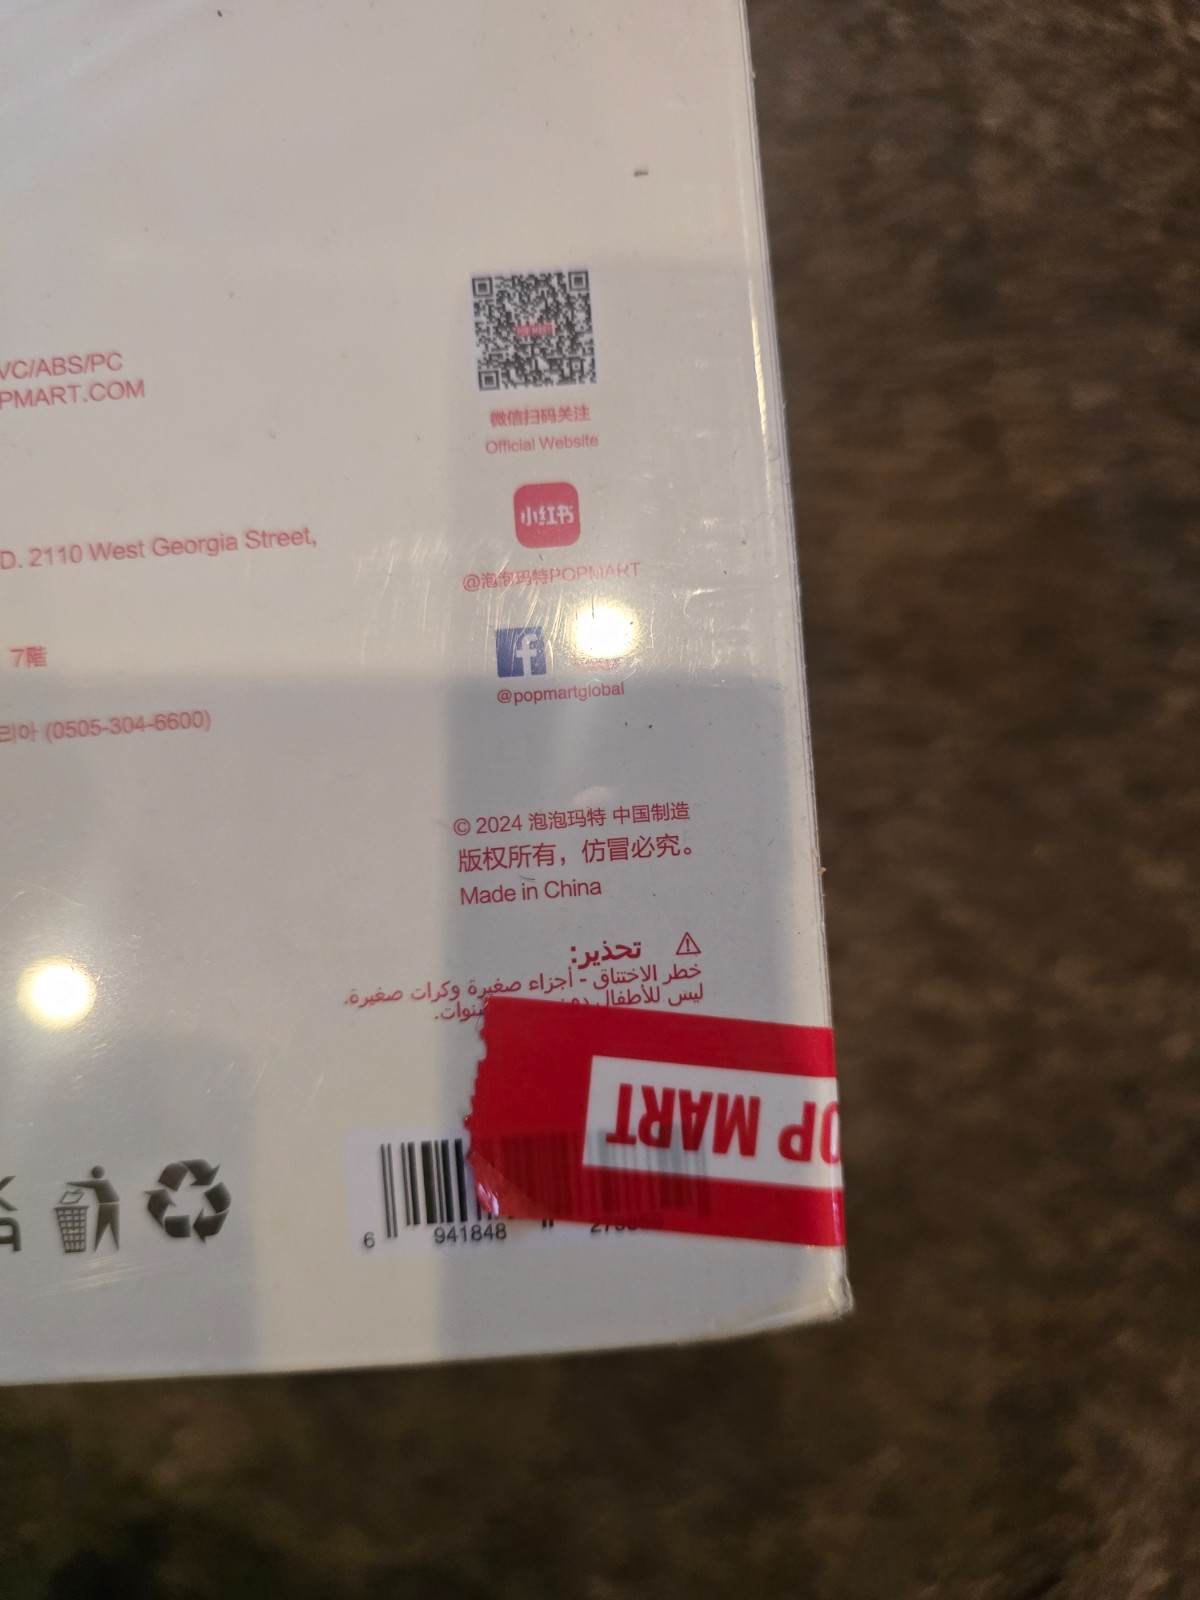 VC/ABS/PC
PMART.COM
D. 2110 West Georgia Street,
7階
리아 (0505-304-6600)
微信扫码关注
Official Website
小红书
@泡泡玛特POPMART
f
@popmartglobal
© 2024 泡泡玛特 中国制造
版权所有，仿冒必究。
Made in China
تحذير:
خطر الاختناق - أجزاء صغيرة وكرات صغيرة.
ليس للأطفال
POP MART
6 941848